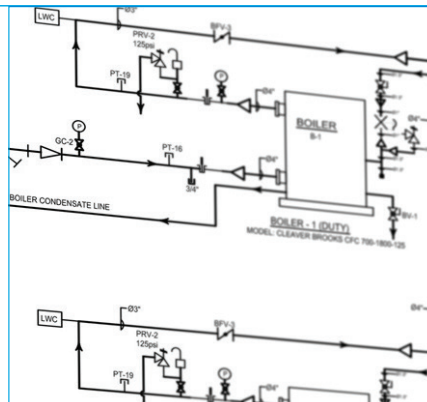 LWC
Ø3"
BFV-3
PRV-2
125psi
P
PT-19
Ø4"
BOILER
B-1
Ø4"
GC-2
P
PT-16
Ø4"
3/4"
BOILER CONDENSATE LINE
BV-1
BOILER - 1 (DUTY)
MODEL: CLEAVER BROOKS CFC 700-1800-125
LWC
Ø3"
BFV-3
Ø4"
PRV-2
125psi
P
PT-19
Ø4"